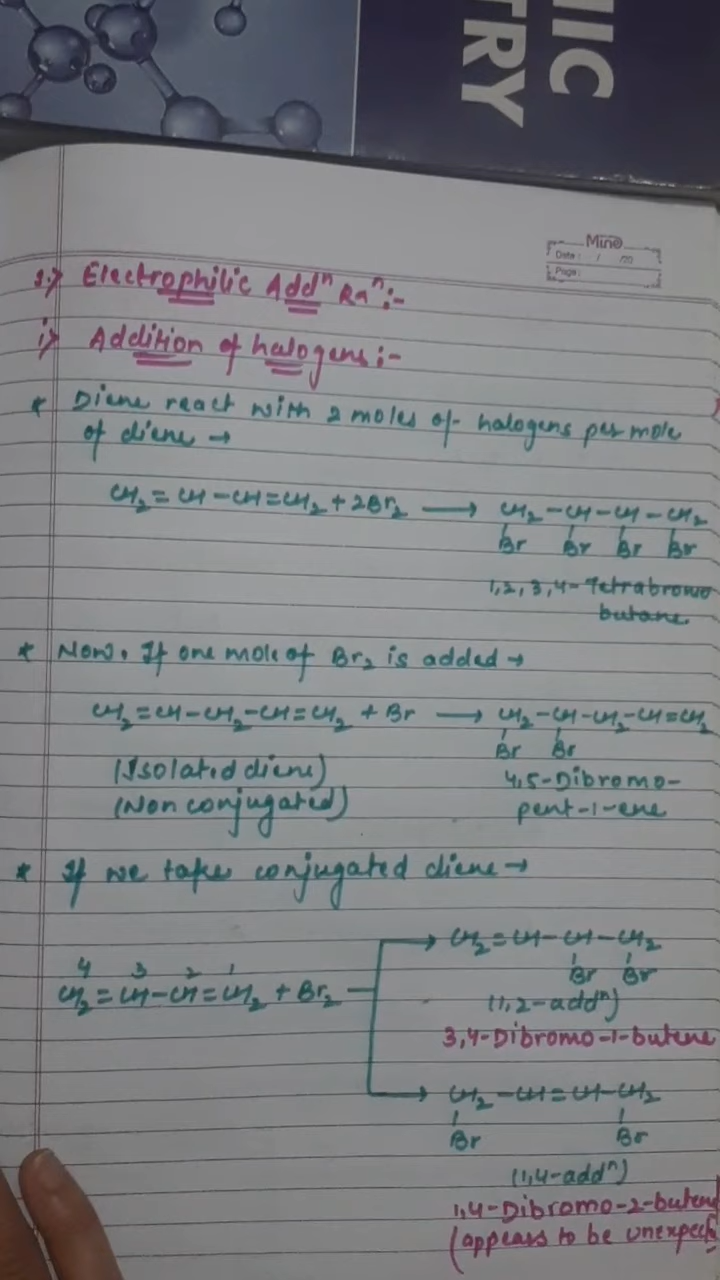 MIC
TRY
Mino
Date : / /20
Page:
2.> Electrophilic Addⁿ Rxⁿ:-
i> Addition of halogens:-
* Diene react with 2 moles of halogens per mole
of diene →
CH₂=CH-CH=CH₂ + 2Br₂ ⟶ CH₂-CH-CH-CH₂
Br Br Br Br
1,2,3,4-Tetrabromo
butane
* Now. If one mole of Br₂ is added →
CH₂=CH-CH₂-CH=CH₂ + Br ⟶ CH₂-CH-CH₂-CH=CH₂
Br Br
(Isolated diene) 4,5-Dibromo-
(Non conjugated) pent-1-ene
* If we take conjugated diene →
CH₂=CH-CH-CH₂
Br Br
4 3 2 1
CH₂=CH-CH=CH₂ + Br₂
(1,2-addⁿ)
3,4-Dibromo-1-butene
CH₂-CH=CH-CH₂
Br Br
(1,4-addⁿ)
1,4-Dibromo-2-butene
(appears to be unexpec